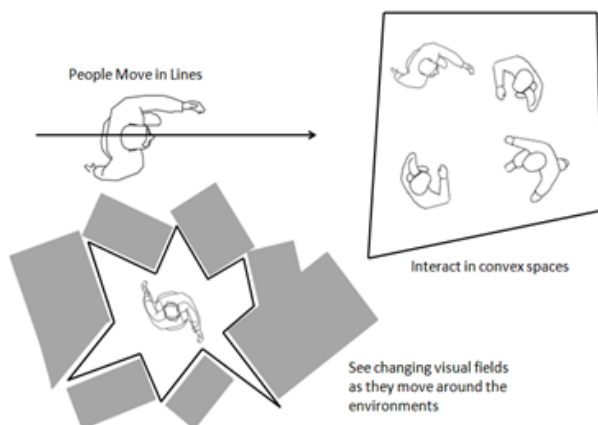 People Move in Lines
Interact in convex spaces
See changing visual fields
as they move around the
environments